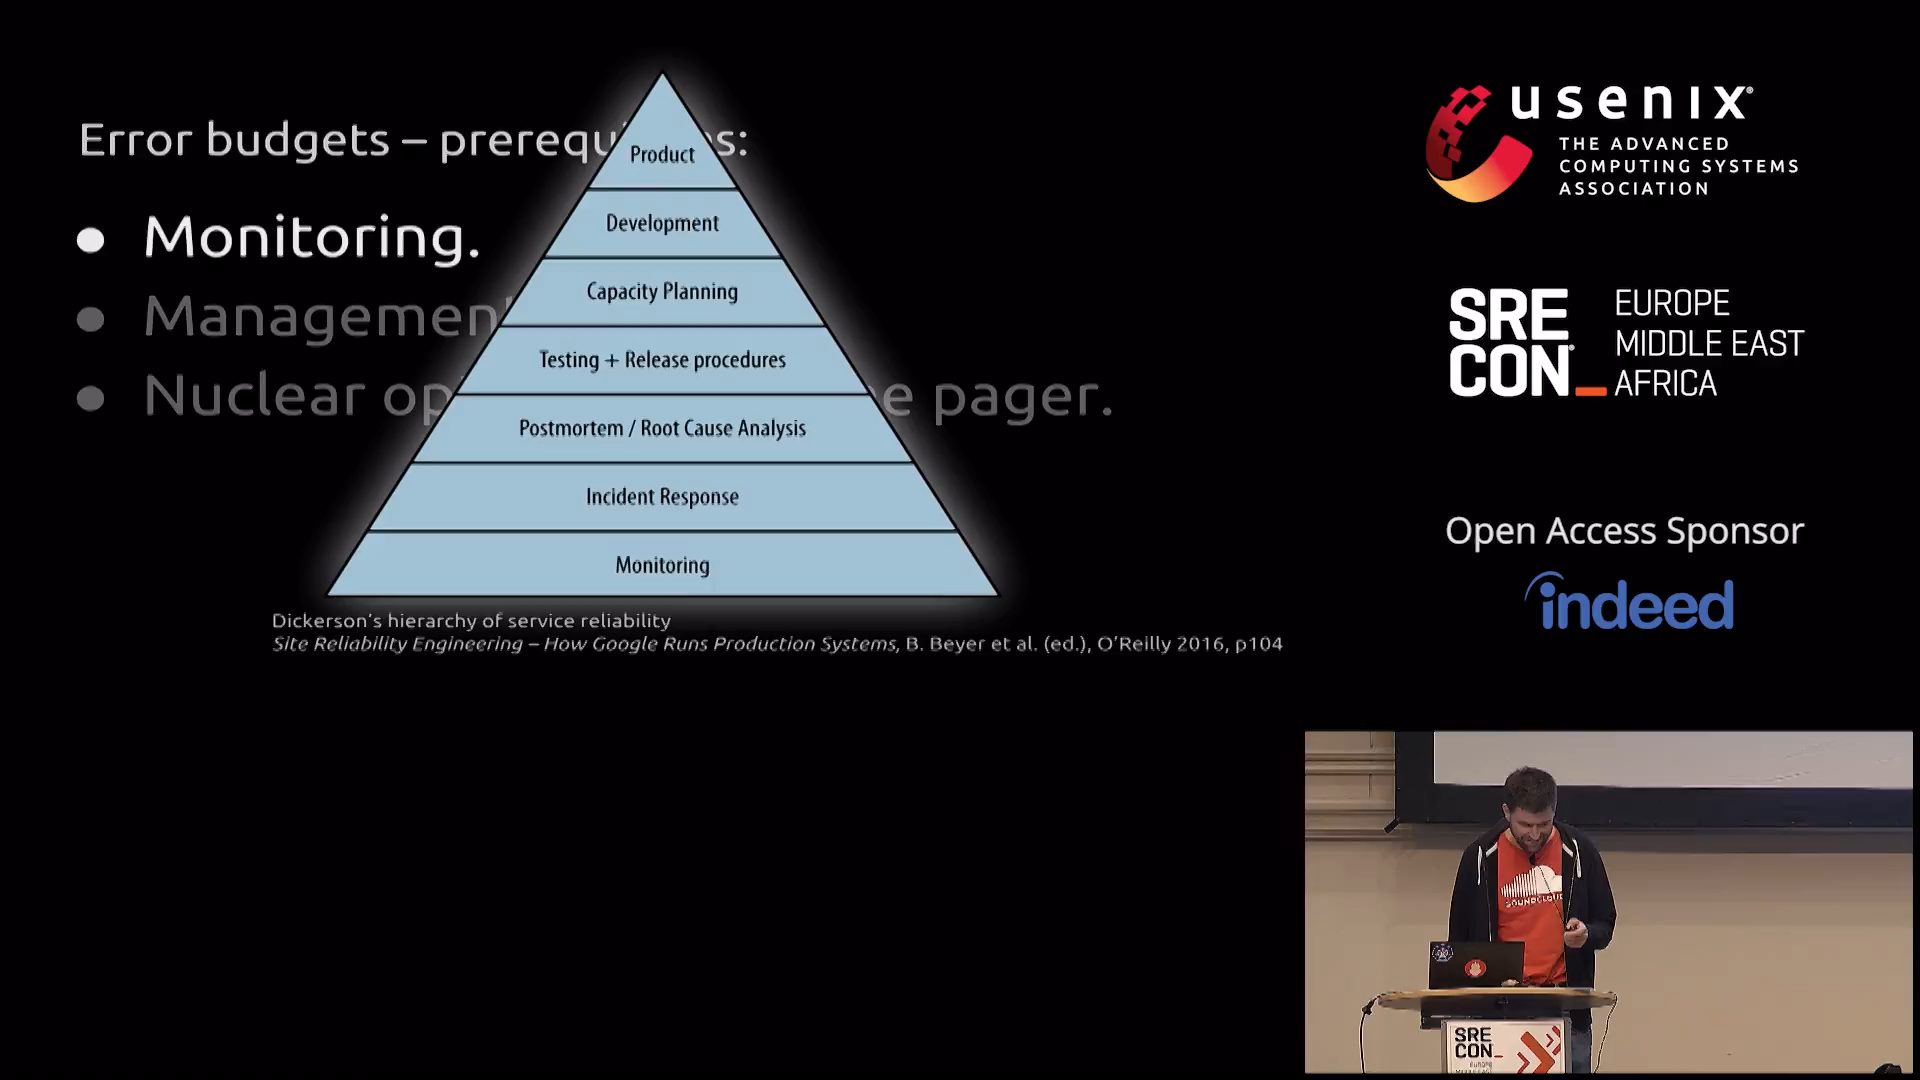 Error budgets – prerequ s:
Monitoring.
Managemen
Nuclear op e pager.
Product
Development
Capacity Planning
Testing + Release procedures
Postmortem / Root Cause Analysis
Incident Response
Monitoring
Dickerson's hierarchy of service reliability
Site Reliability Engineering – How Google Runs Production Systems, B. Beyer et al. (ed.), O'Reilly 2016, p104
usenix®
THE ADVANCED
COMPUTING SYSTEMS
ASSOCIATION
SRE
CON®_
EUROPE
MIDDLE EAST
AFRICA
Open Access Sponsor
indeed
SOUNDCLOUD
SRE
CON_
EUROPE